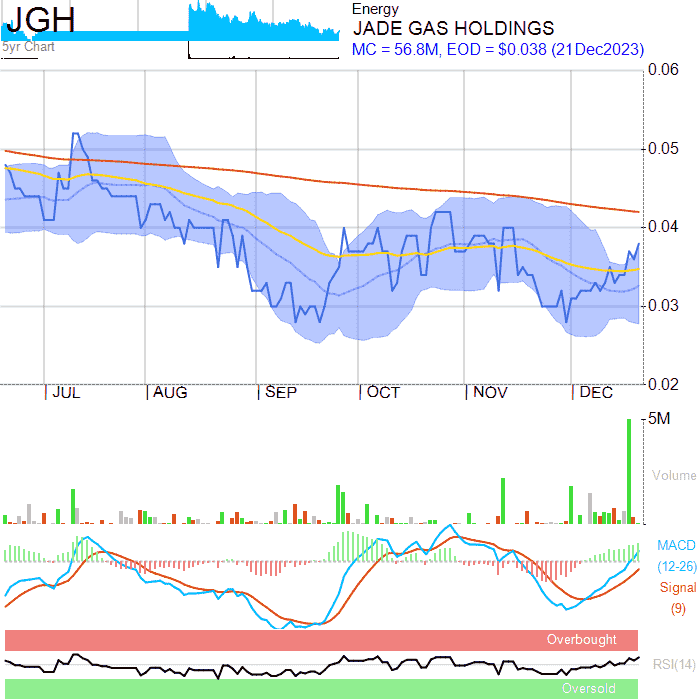 JGH
5yr Chart
Energy
JADE GAS HOLDINGS
MC = 56.8M, EOD = $0.038 (21Dec2023)
0.06
0.05
0.04
0.03
0.02
JUL AUG SEP OCT NOV DEC
5M
Volume
MACD
(12-26)
Signal
(9)
Overbought
RSI(14)
Oversold